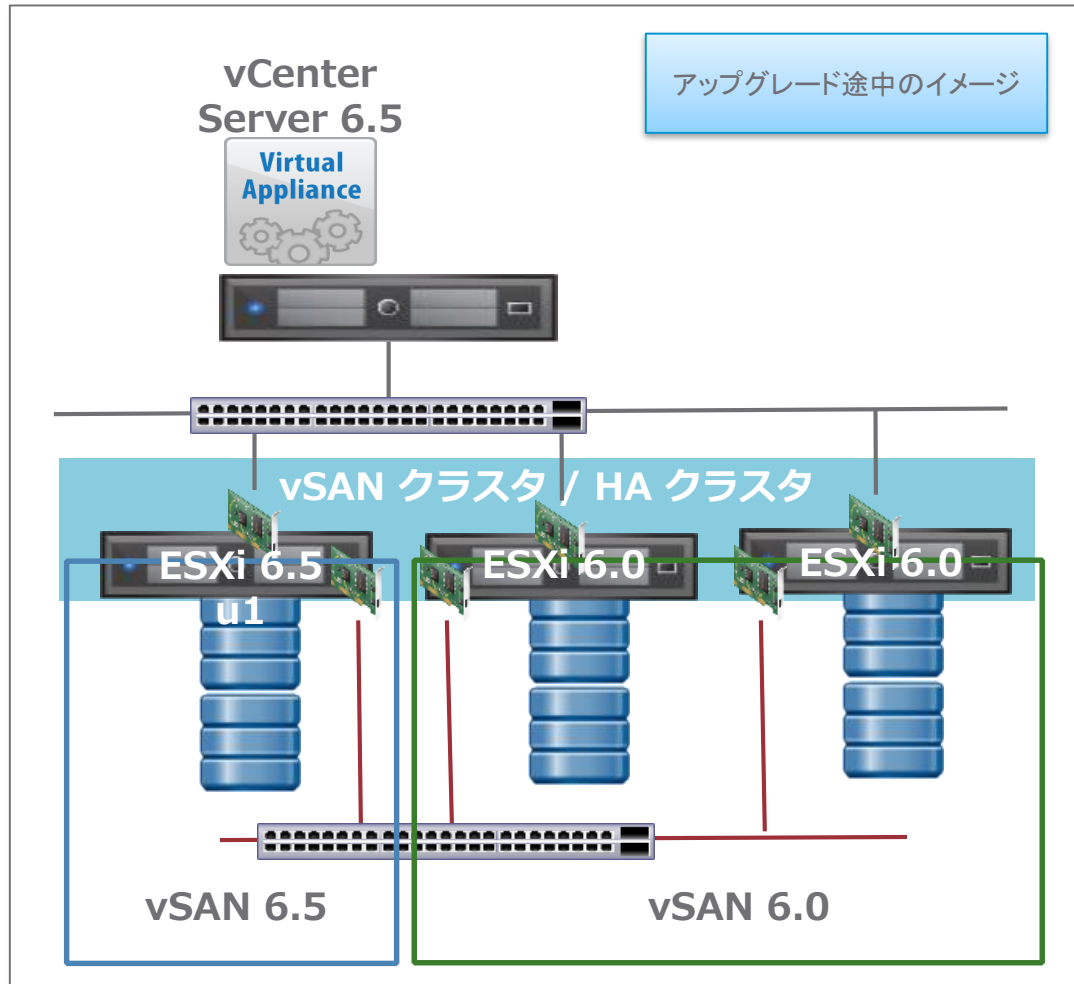 アップグレード途中のイメージ
vCenter
Server 6.5
Virtual
Appliance
vSAN クラスタ / HA クラスタ
ESXi 6.5
u1
ESXi 6.0
ESXi 6.0
vSAN 6.5
vSAN 6.0